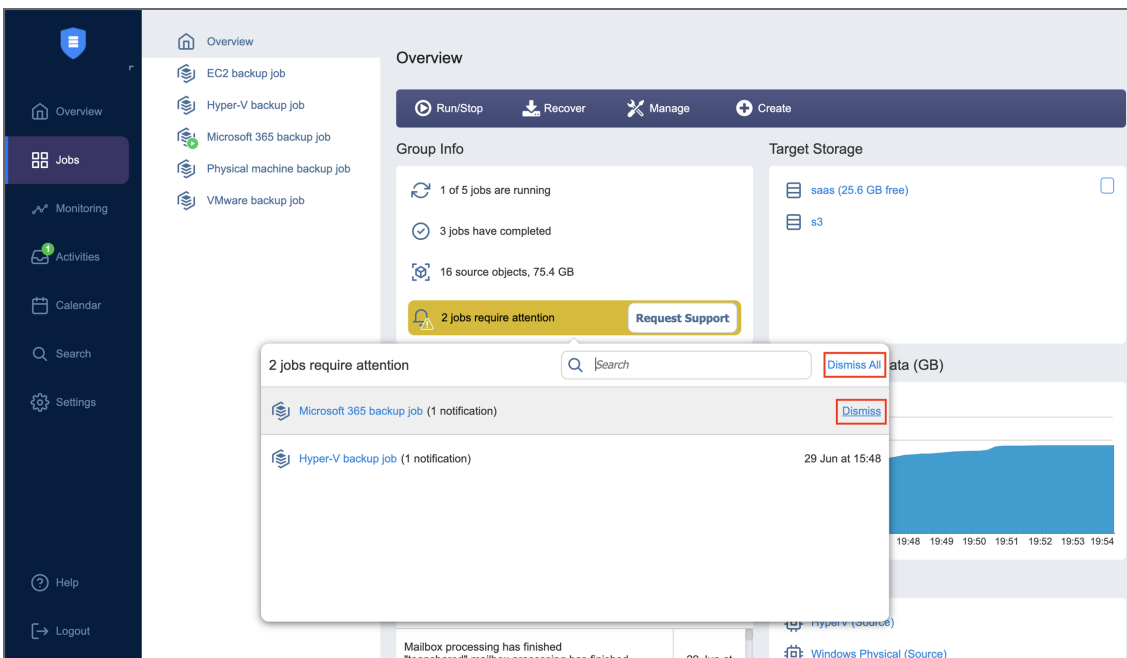 Overview
Jobs
Monitoring
1
Activities
Calendar
Search
Settings
Help
Logout
Overview
EC2 backup job
Hyper-V backup job
Microsoft 365 backup job
Physical machine backup job
VMware backup job
Overview
Run/Stop
Recover
Manage
Create
Group Info
1 of 5 jobs are running
3 jobs have completed
16 source objects, 75.4 GB
2 jobs require attention
Request Support
Target Storage
saas (25.6 GB free)
s3
2 jobs require attention
Search
Dismiss All
Microsoft 365 backup job (1 notification)
Dismiss
Hyper-V backup job (1 notification)
29 Jun at 15:48
ata (GB)
19:48 19:49 19:50 19:51 19:52 19:53 19:54
HyperV (Source)
Windows Physical (Source)
Mailbox processing has finished